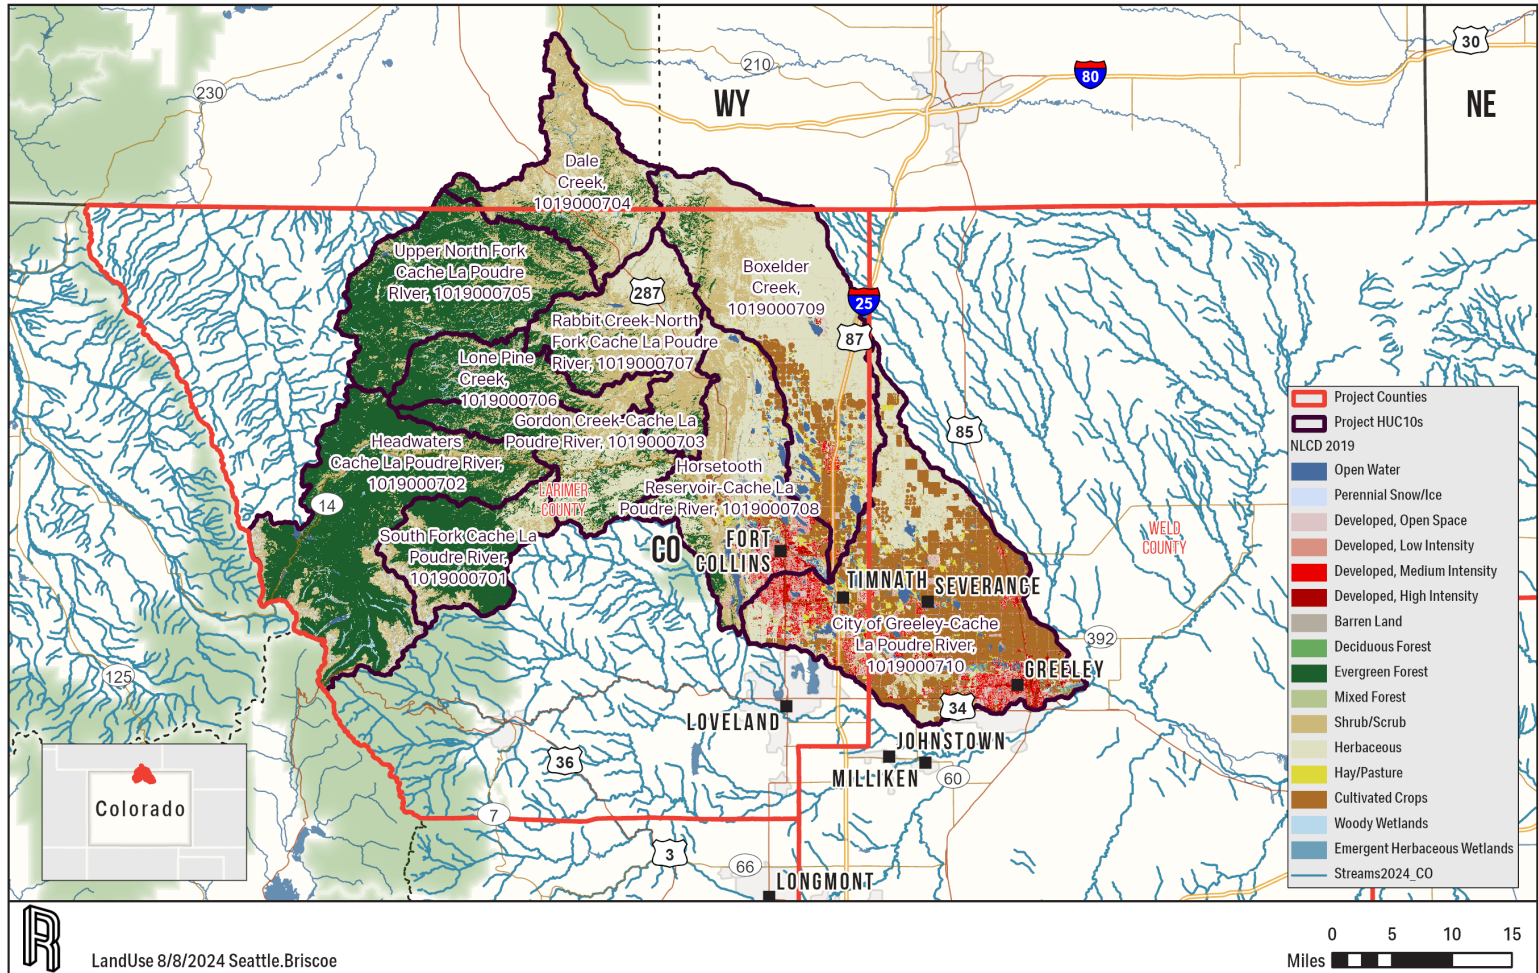 30
210
80
230
WY
NE
Dale
Creek,
1019000704
Upper North Fork
Cache La Poudre
RIver, 1019000705
Boxelder
Creek,
1019000709
287
25
87
Rabbit Creek-North
Fork Cache La Poudre
River, 1019000707
Lone Pine
Creek,
1019000706
Gordon Creek-Cache La
Poudre River, 1019000703
85
Headwaters
Cache La Poudre River,
1019000702
Horsetooth
Reservoir-Cache La
Poudre River, 1019000708
LARIMER
COUNTY
14
South Fork Cache La
Poudre River,
1019000701
CO
FORT
COLLINS
WELD
COUNTY
TIMNATH
SEVERANCE
City of Greeley-Cache
La Poudre River,
1019000710
392
GREELEY
125
34
LOVELAND
JOHNSTOWN
MILLIKEN
60
36
7
3
66
LONGMONT
Colorado
Project Counties
Project HUC10s
NLCD 2019
Open Water
Perennial Snow/Ice
Developed, Open Space
Developed, Low Intensity
Developed, Medium Intensity
Developed, High Intensity
Barren Land
Deciduous Forest
Evergreen Forest
Mixed Forest
Shrub/Scrub
Herbaceous
Hay/Pasture
Cultivated Crops
Woody Wetlands
Emergent Herbaceous Wetlands
Streams2024_CO
R
LandUse 8/8/2024 Seattle.Briscoe
0 5 10 15
Miles